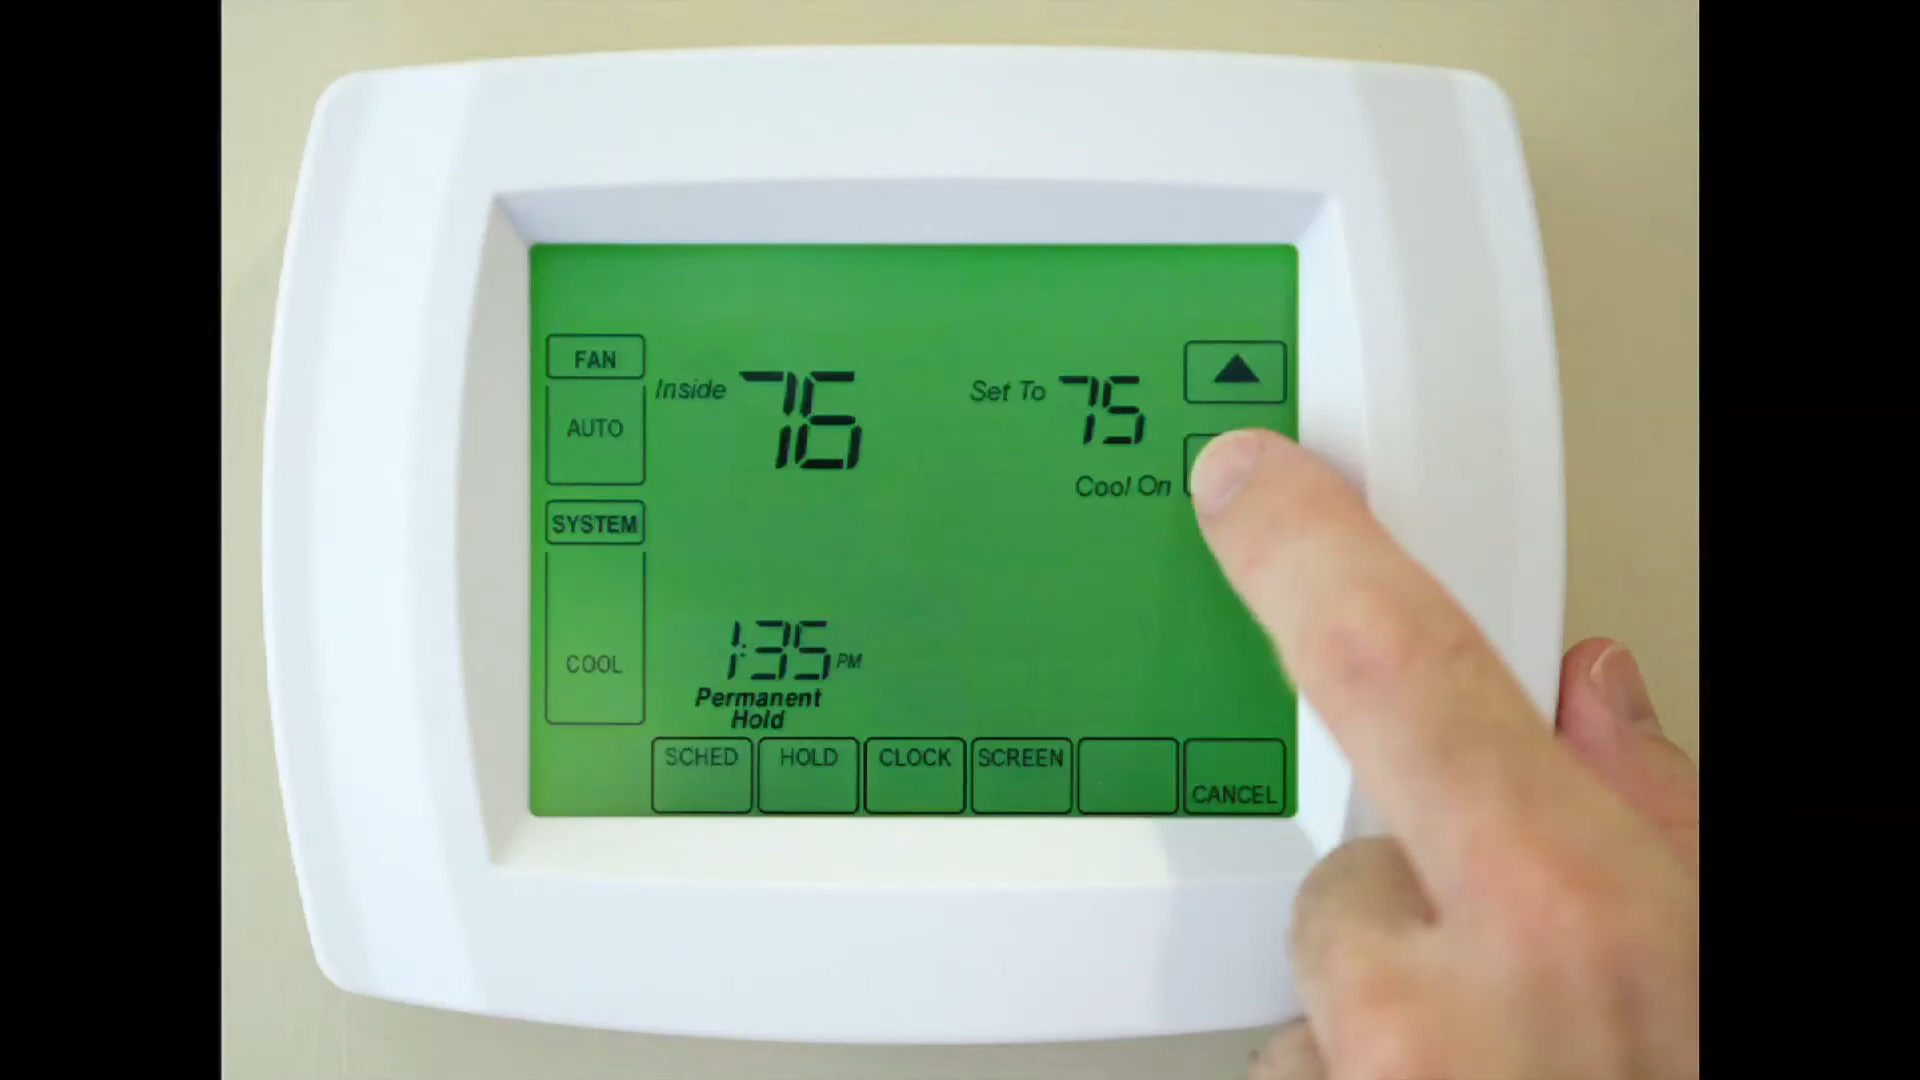 FAN
Inside 76
Set To 75
AUTO
Cool On
SYSTEM
COOL
1:35 PM
Permanent
Hold
SCHED HOLD CLOCK SCREEN CANCEL